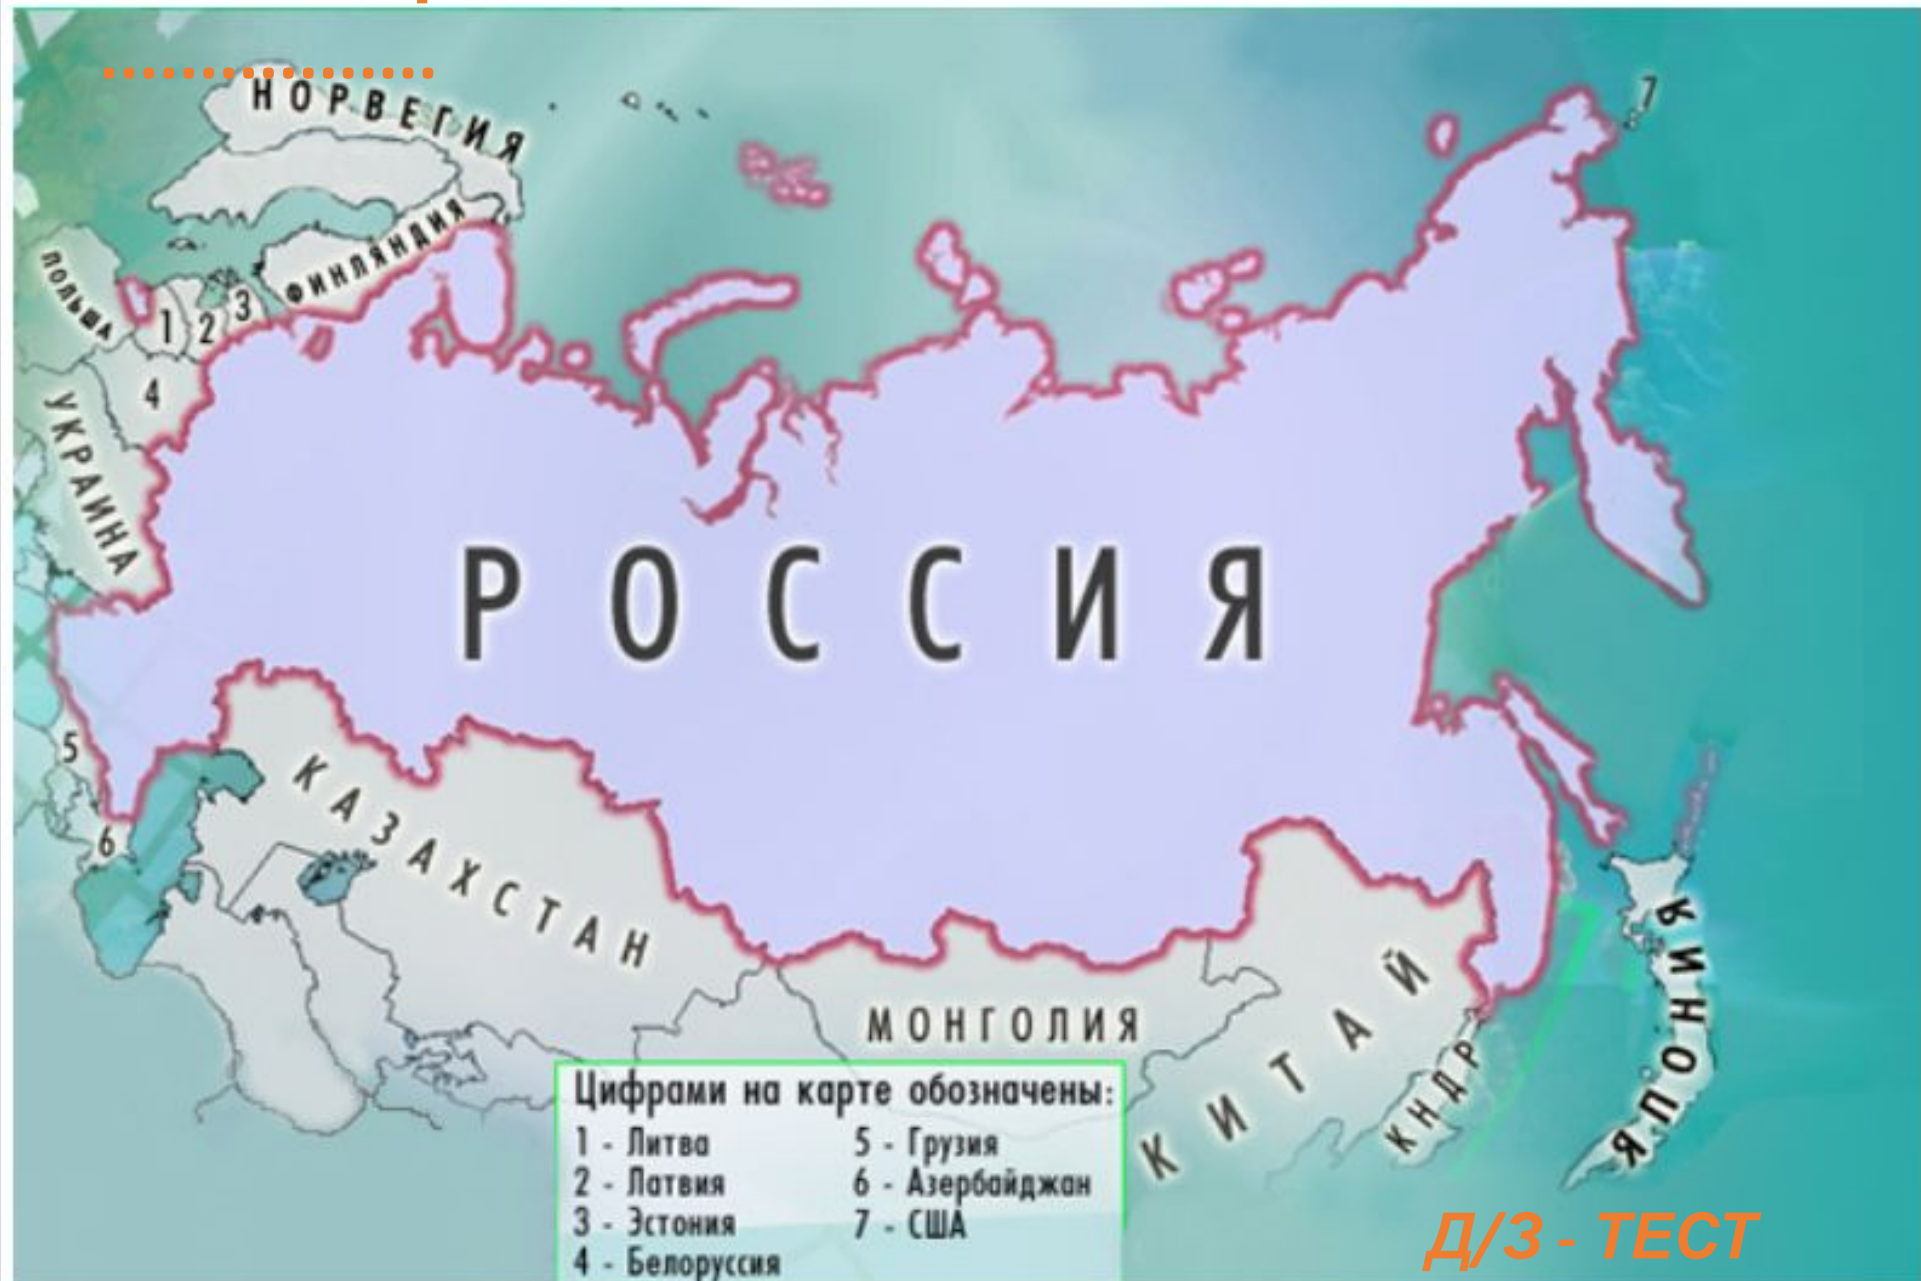 НОРВЕГИЯ
7
ФИНЛЯНДИЯ
ПОЛЬША
1
2
3
4
УКРАИНА
РОССИЯ
5
КАЗАХСТАН
6
ЯПОНИЯ
МОНГОЛИЯ
КИТАЙ
КНДР
Цифрами на карте обозначены:
1 - Литва
2 - Латвия
3 - Эстония
4 - Белоруссия
5 - Грузия
6 - Азербайджан
7 - США
Д/З - ТЕСТ